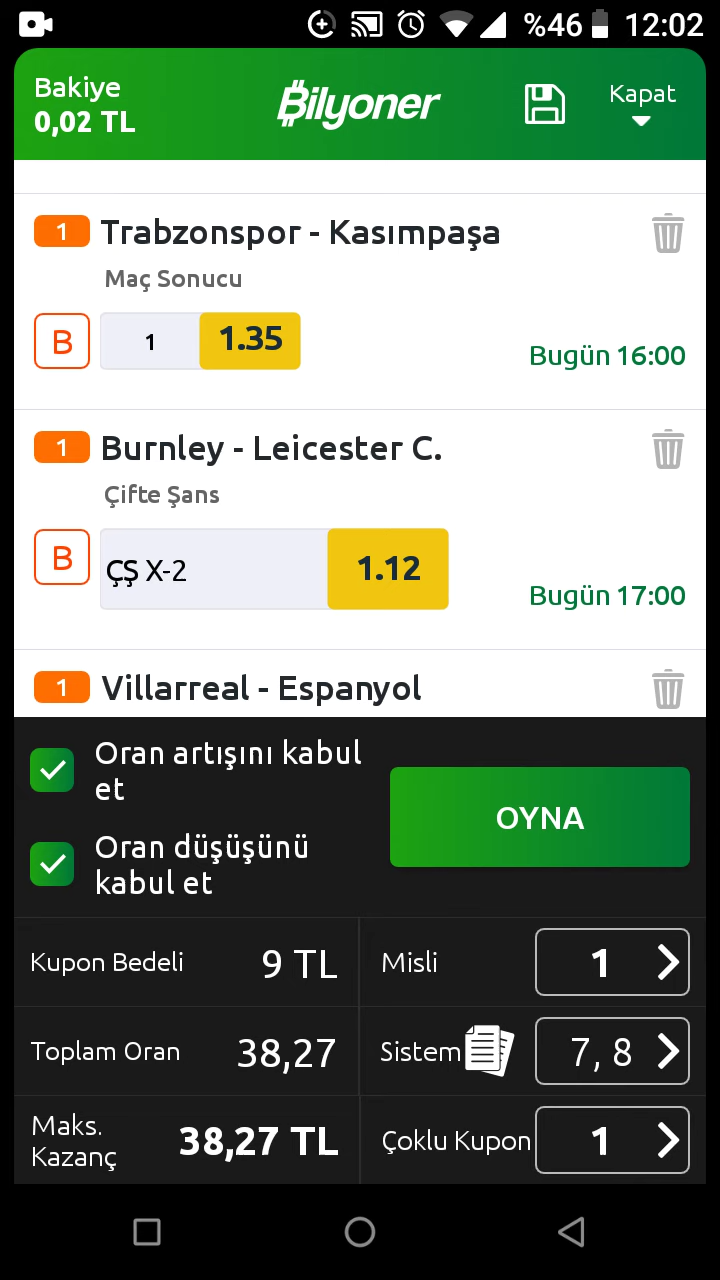 %46 12:02
Bakiye
0,02 TL
Bilyoner
Kapat
1 Trabzonspor - Kasımpaşa
Maç Sonucu
B 1 1.35
Bugün 16:00
1 Burnley - Leicester C.
Çifte Şans
B ÇŞ X-2 1.12
Bugün 17:00
1 Villarreal - Espanyol
Oran artışını kabul
et
OYNA
Oran düşüşünü
kabul et
Kupon Bedeli 9 TL Misli 1
Toplam Oran 38,27 Sistem 7, 8
Maks.
Kazanç 38,27 TL Çoklu Kupon 1